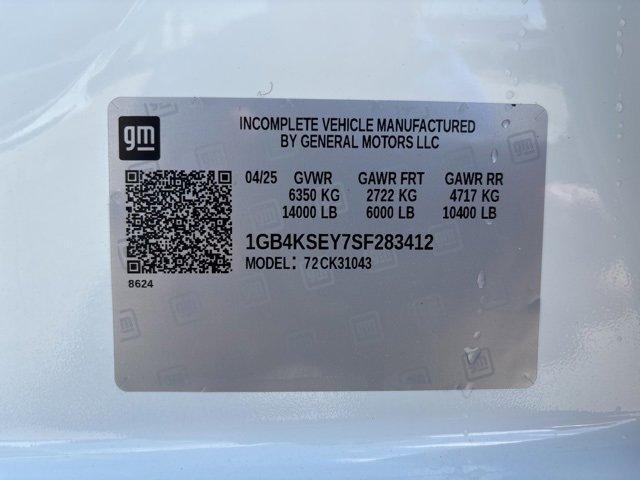 gm
INCOMPLETE VEHICLE MANUFACTURED
BY GENERAL MOTORS LLC
04/25 GVWR GAWR FRT GAWR RR
6350 KG 2722 KG 4717 KG
14000 LB 6000 LB 10400 LB
1GB4KSEY7SF283412
MODEL: 72CK31043
8624